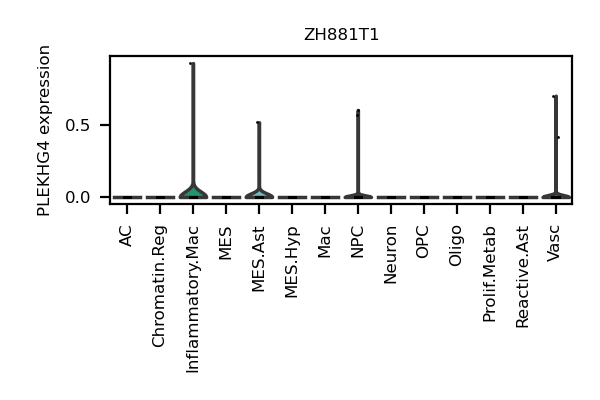 ZH881T1
PLEKHG4 expression
0.5
0.0
AC
Chromatin.Reg
Inflammatory.Mac
MES
MES.Ast
MES.Hyp
Mac
NPC
Neuron
OPC
Oligo
Prolif.Metab
Reactive.Ast
Vasc